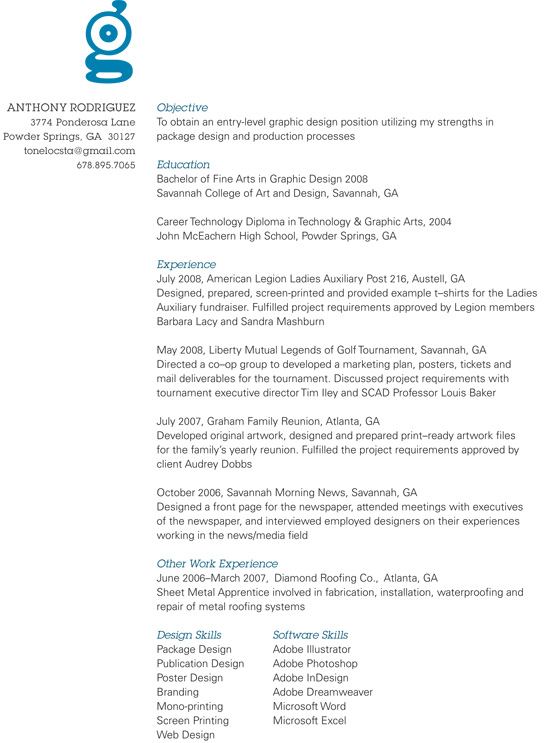 g
ANTHONY RODRIGUEZ
3774 Ponderosa Lane
Powder Springs, GA 30127
tonelocsta@gmail.com
678.895.7065
Objective
To obtain an entry-level graphic design position utilizing my strengths in
package design and production processes
Education
Bachelor of Fine Arts in Graphic Design 2008
Savannah College of Art and Design, Savannah, GA
Career Technology Diploma in Technology & Graphic Arts, 2004
John McEachern High School, Powder Springs, GA
Experience
July 2008, American Legion Ladies Auxiliary Post 216, Austell, GA
Designed, prepared, screen-printed and provided example t–shirts for the Ladies
Auxiliary fundraiser. Fulfilled project requirements approved by Legion members
Barbara Lacy and Sandra Mashburn
May 2008, Liberty Mutual Legends of Golf Tournament, Savannah, GA
Directed a co–op group to developed a marketing plan, posters, tickets and
mail deliverables for the tournament. Discussed project requirements with
tournament executive director Tim Iley and SCAD Professor Louis Baker
July 2007, Graham Family Reunion, Atlanta, GA
Developed original artwork, designed and prepared print–ready artwork files
for the family's yearly reunion. Fulfilled the project requirements approved by
client Audrey Dobbs
October 2006, Savannah Morning News, Savannah, GA
Designed a front page for the newspaper, attended meetings with executives
of the newspaper, and interviewed employed designers on their experiences
working in the news/media field
Other Work Experience
June 2006–March 2007, Diamond Roofing Co., Atlanta, GA
Sheet Metal Apprentice involved in fabrication, installation, waterproofing and
repair of metal roofing systems
Design Skills
Package Design
Publication Design
Poster Design
Branding
Mono-printing
Screen Printing
Web Design
Software Skills
Adobe Illustrator
Adobe Photoshop
Adobe InDesign
Adobe Dreamweaver
Microsoft Word
Microsoft Excel